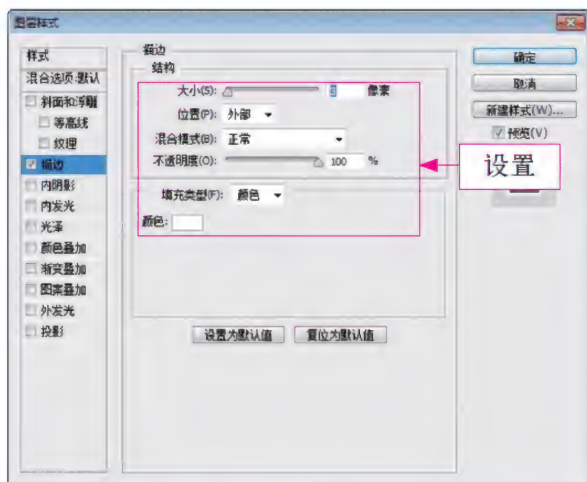 图层样式
样式
混合选项:默认
斜面和浮雕
等高线
纹理
描边
内阴影
内发光
光泽
颜色叠加
渐变叠加
图案叠加
外发光
投影
描边
结构
大小(S): 3 像素
位置(P): 外部
混合模式(B): 正常
不透明度(O): 100 %
填充类型(F): 颜色
颜色:
设置为默认值 复位为默认值
确定
取消
新建样式(W)...
预览(V)
设置